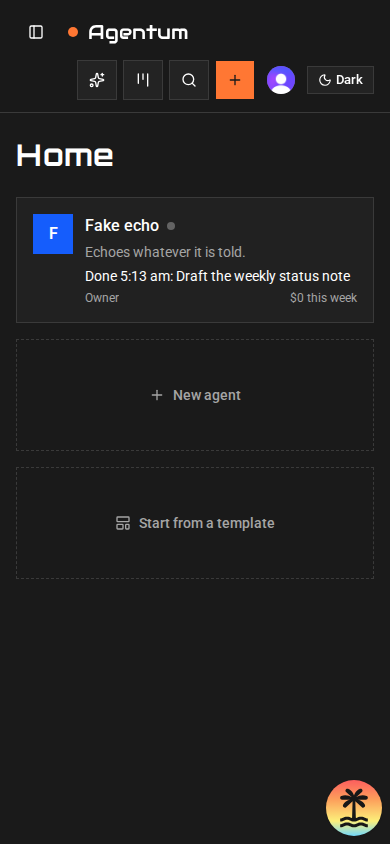 Agentum
Dark
Home
F
Fake echo
Echoes whatever it is told.
Done 5:13 am: Draft the weekly status note
Owner
$0 this week
New agent
Start from a template